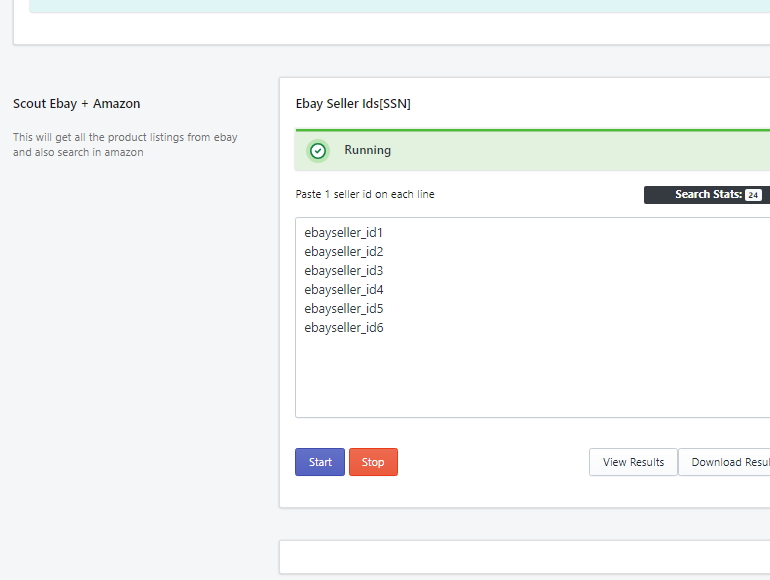 Scout Ebay + Amazon
This will get all the product listings from ebay
and also search in amazon
Ebay Seller Ids[SSN]
Running
Paste 1 seller id on each line
Search Stats: 24
ebayseller_id1
ebayseller_id2
ebayseller_id3
ebayseller_id4
ebayseller_id5
ebayseller_id6
Start
Stop
View Results
Download Resul